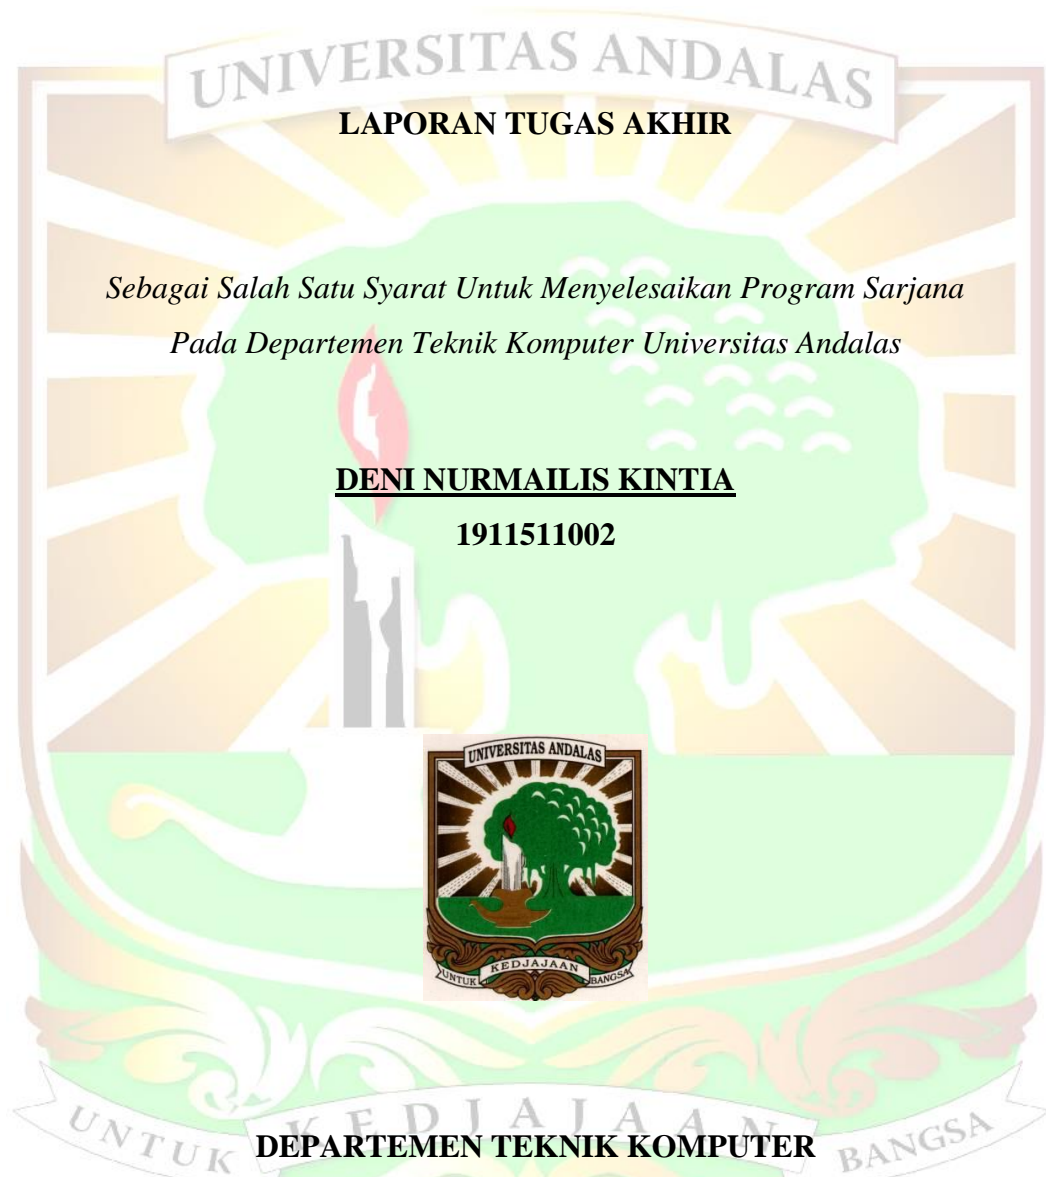 UNIVERSITAS ANDALAS
LAPORAN TUGAS AKHIR
Sebagai Salah Satu Syarat Untuk Menyelesaikan Program Sarjana
Pada Departemen Teknik Komputer Universitas Andalas
DENI NURMAILIS KINTIA
1911511002
UNIVERSITAS ANDALAS
UNTUK KEDJAJAAN BANGSA
UNTUK KEDJAJAAN BANGSA
DEPARTEMEN TEKNIK KOMPUTER